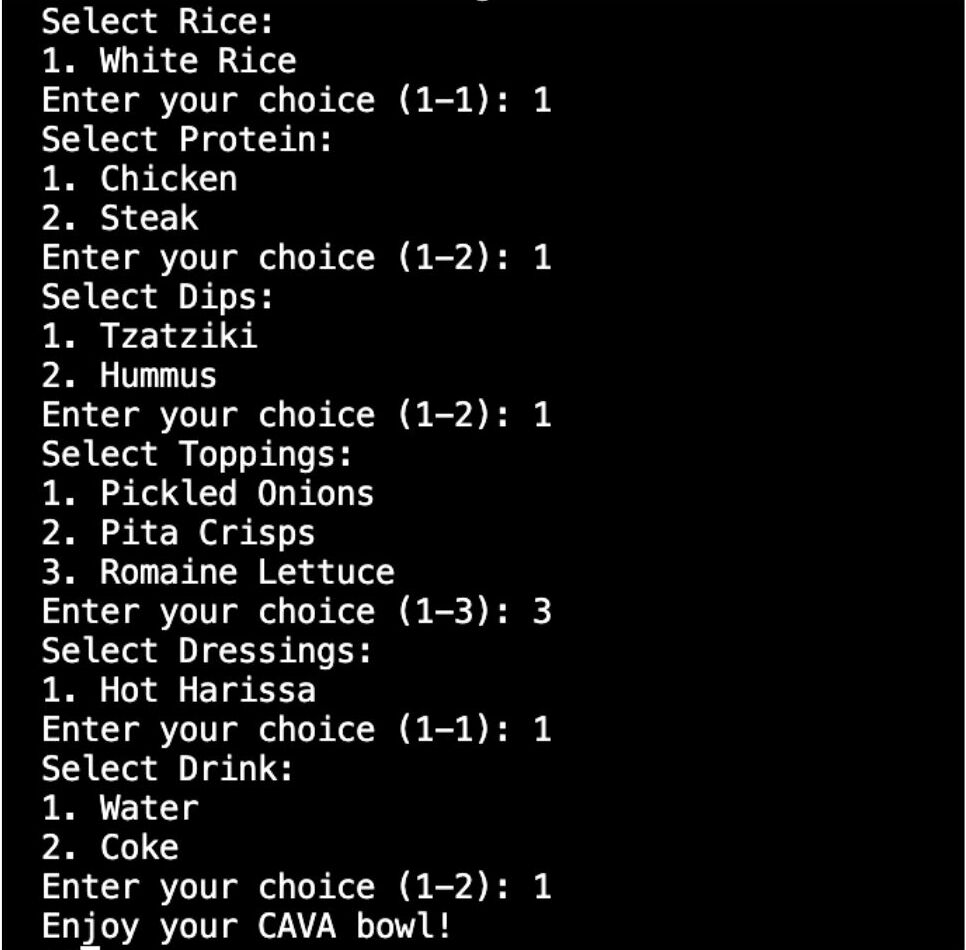 Select Rice:
1. White Rice
Enter your choice (1-1): 1
Select Protein:
1. Chicken
2. Steak
Enter your choice (1-2): 1
Select Dips:
1. Tzatziki
2. Hummus
Enter your choice (1-2): 1
Select Toppings:
1. Pickled Onions
2. Pita Crisps
3. Romaine Lettuce
Enter your choice (1-3): 3
Select Dressings:
1. Hot Harissa
Enter your choice (1-1): 1
Select Drink:
1. Water
2. Coke
Enter your choice (1-2): 1
Enjoy your CAVA bowl!